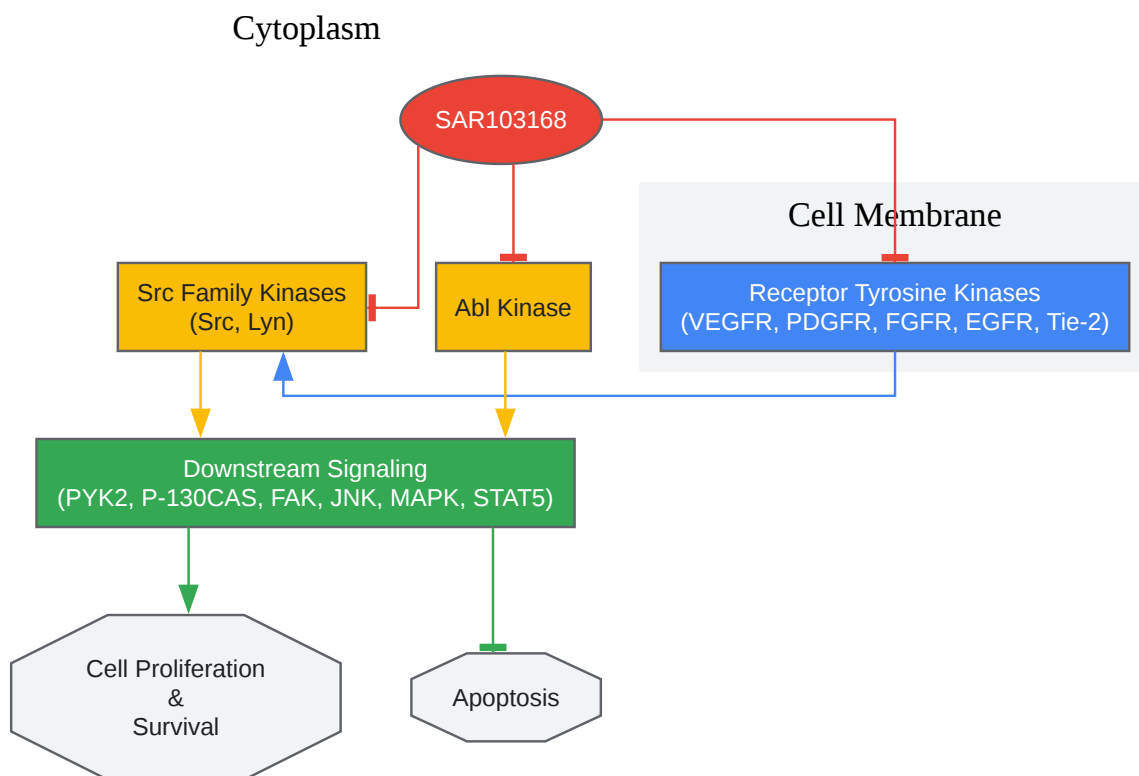 Cytoplasm
SAR103168
Cell Membrane
Src Family Kinases
(Src, Lyn)
Abl Kinase
Receptor Tyrosine Kinases
(VEGFR, PDGFR, FGFR, EGFR, Tie-2)
Downstream Signaling
(PYK2, P-130CAS, FAK, JNK, MAPK, STAT5)
Cell Proliferation
&
Survival
Apoptosis